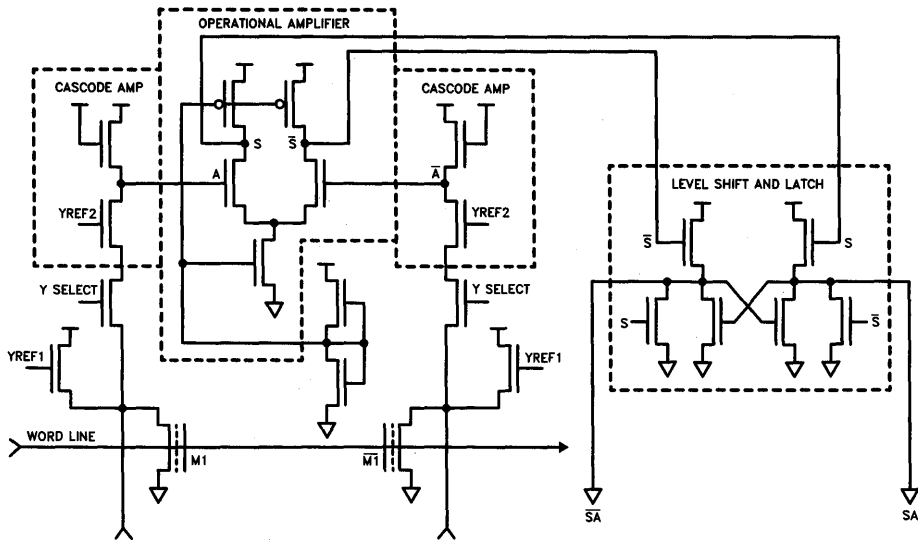 OPERATIONAL AMPLIFIER
CASCODE AMP
CASCODE AMP
S
S̅
A
A̅
YREF2
YREF2
LEVEL SHIFT AND LATCH
S̅
S
Y SELECT
Y SELECT
S
S̅
YREF1
YREF1
WORD LINE
M1
M̅1̅
S̅A̅
SA